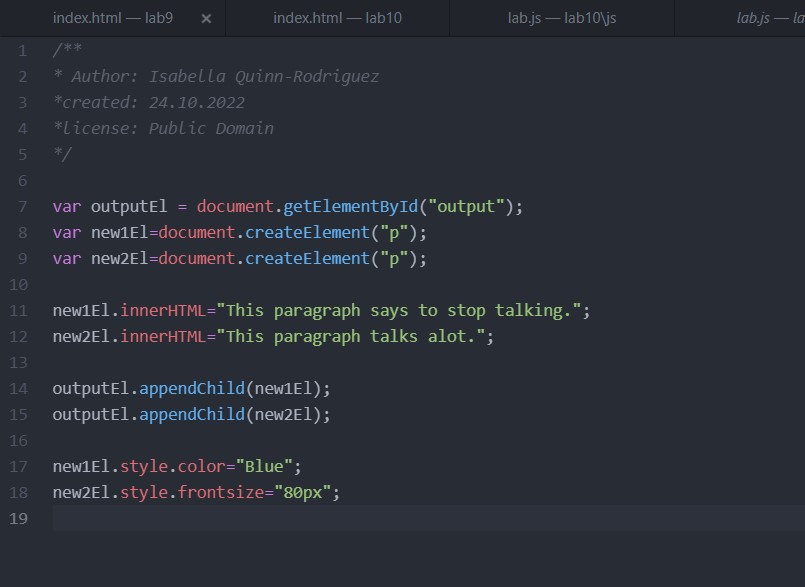 index.html — lab9 × index.html — lab10 lab.js — lab10\js lab.js — la
1 /**
2 * Author: Isabella Quinn-Rodriguez
3 *created: 24.10.2022
4 *license: Public Domain
5 */
6
7 var outputEl = document.getElementById("output");
8 var new1El=document.createElement("p");
9 var new2El=document.createElement("p");
10
11 new1El.innerHTML="This paragraph says to stop talking.";
12 new2El.innerHTML="This paragraph talks alot.";
13
14 outputEl.appendChild(new1El);
15 outputEl.appendChild(new2El);
16
17 new1El.style.color="Blue";
18 new2El.style.frontsize="80px";
19